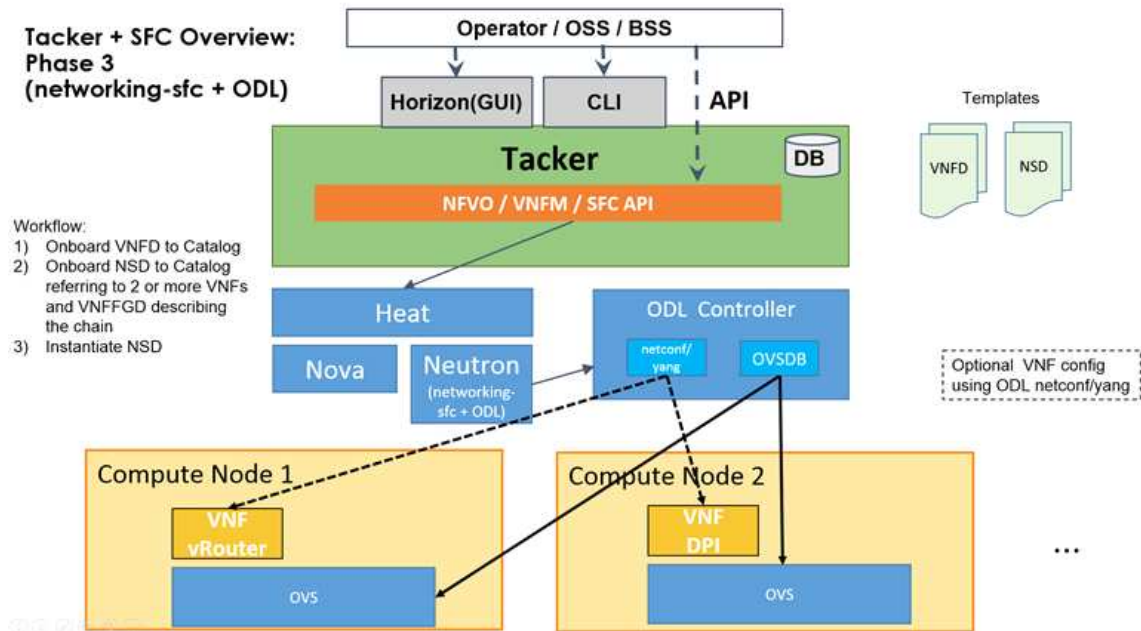 Tacker + SFC Overview:
Phase 3
(networking-sfc + ODL)
Operator / OSS / BSS
Horizon(GUI)
CLI
API
Templates
VNFD
NSD
Tacker
DB
NFVO / VNFM / SFC API
Workflow:
1) Onboard VNFD to Catalog
2) Onboard NSD to Catalog
referring to 2 or more VNFs
and VNFFGD describing
the chain
3) Instantiate NSD
Heat
Nova
Neutron
(networking-
sfc + ODL)
ODL Controller
netconf/
yang
OVSDB
Optional VNF config
using ODL netconf/yang
Compute Node 1
VNF
vRouter
OVS
Compute Node 2
VNF
DPI
OVS
...